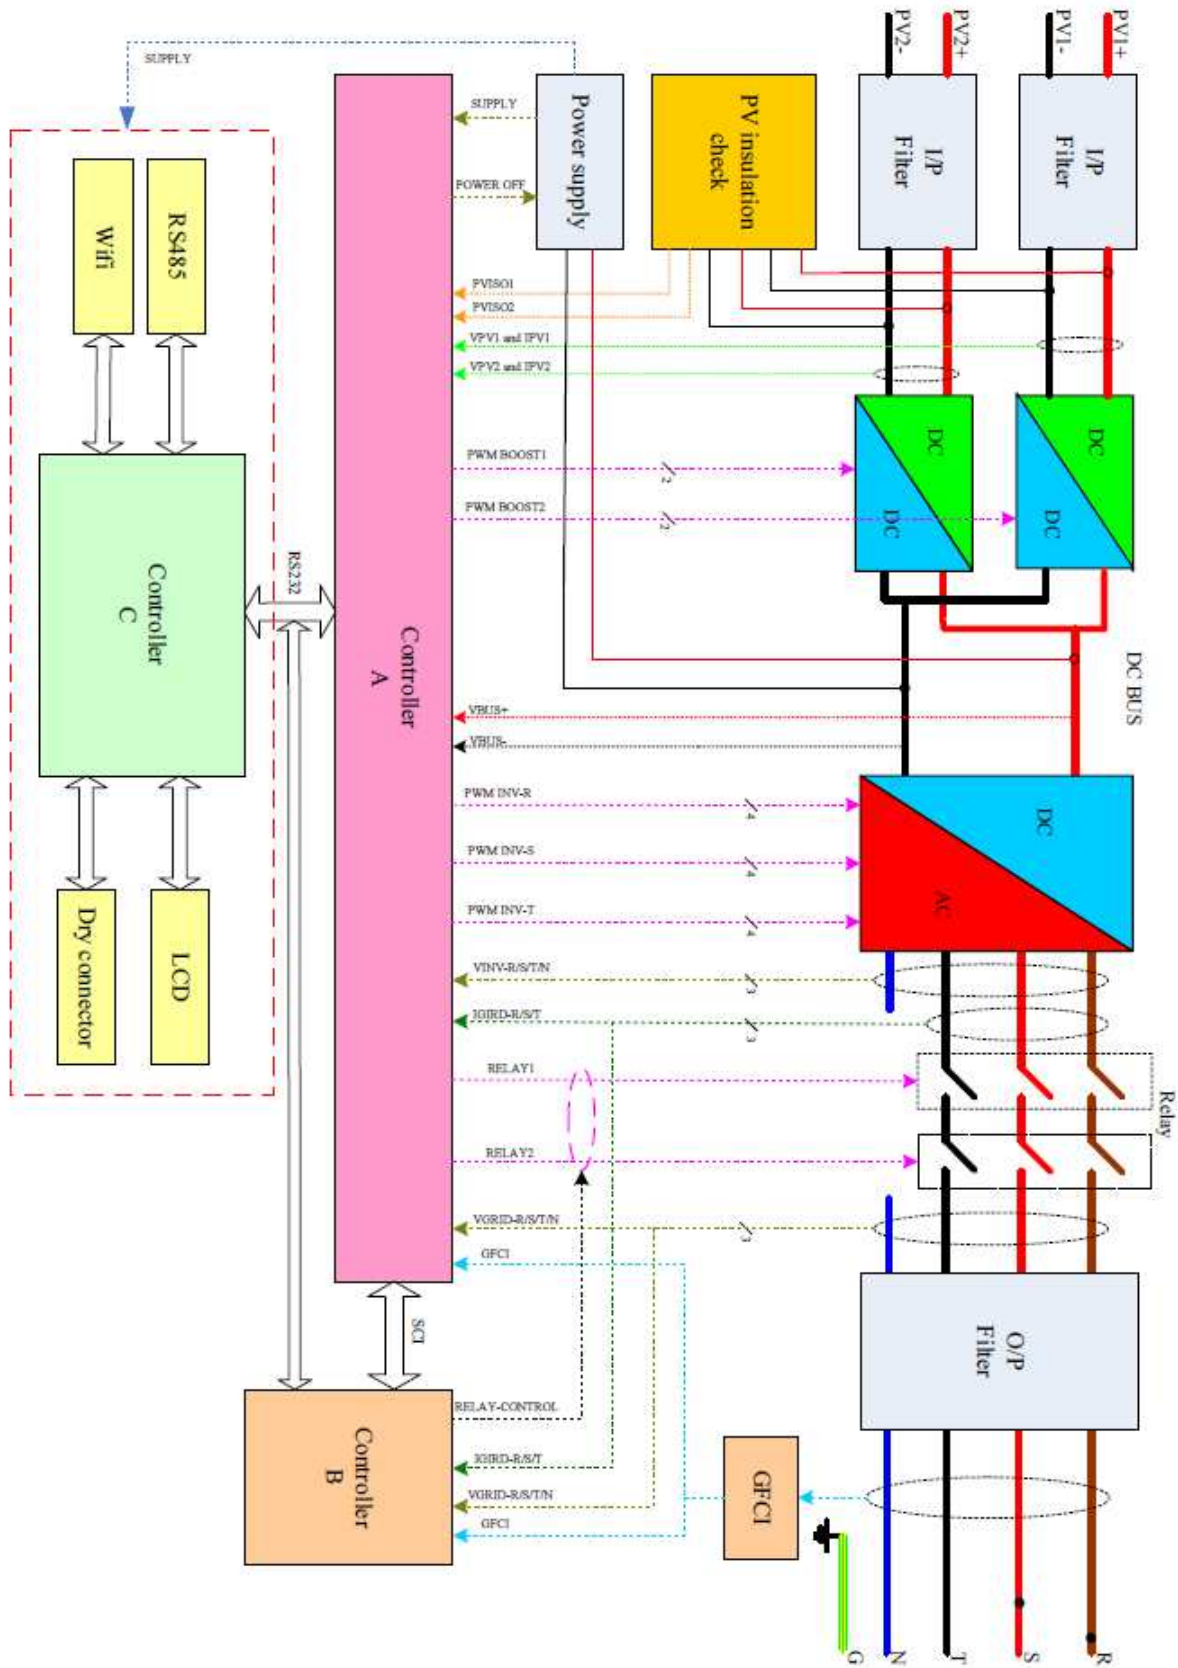 PV2-
PV2+
PV1-
PV1+
SUPPLY
SUPPLY
POWER OFF
Power supply
PV insulation
check
I/P
Filter
I/P
Filter
Wifi
RS485
PVISO1
PVISO2
VPV1 and IPV1
VPV2 and IPV2
DC
DC
DC
DC
PWM BOOST1
2
PWM BOOST2
2
RS232
Controller
C
Controller
A
DC BUS
VBUS+
VBUS-
PWM INV-R
4
PWM INV-S
4
PWM INV-T
4
DC
AC
Dry connector
LCD
VINV-R/S/T/N
3
IGIRD-R/S/T
3
RELAY1
RELAY2
Relay
VGRID-R/S/T/N
3
GFCI
SCI
O/P
Filter
RELAY-CONTROL
IGIRD-R/S/T
VGRID-R/S/T/N
GFCI
Controller
B
GFCI
G
N
T
S
R